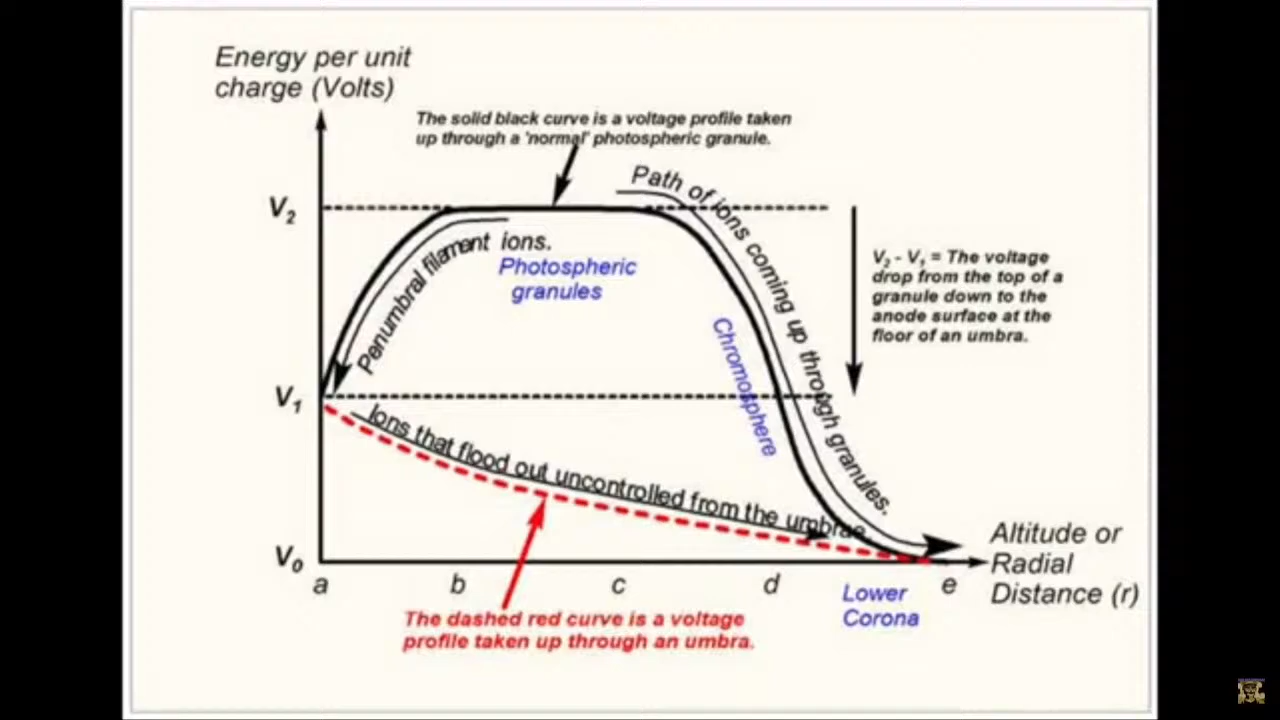 Energy per unit
charge (Volts)
The solid black curve is a voltage profile taken
up through a 'normal' photospheric granule.
Path of ions coming up through granules.
V₂
Penumbral filament ions.
Photospheric
granules
V₂ - V₁ = The voltage
drop from the top of a
granule down to the
anode surface at the
floor of an umbra.
Chromosphere
V₁
Ions that flood out uncontrolled from the umbrae.
V₀
Altitude or
Radial
Distance (r)
a b c d e
Lower
Corona
The dashed red curve is a voltage
profile taken up through an umbra.